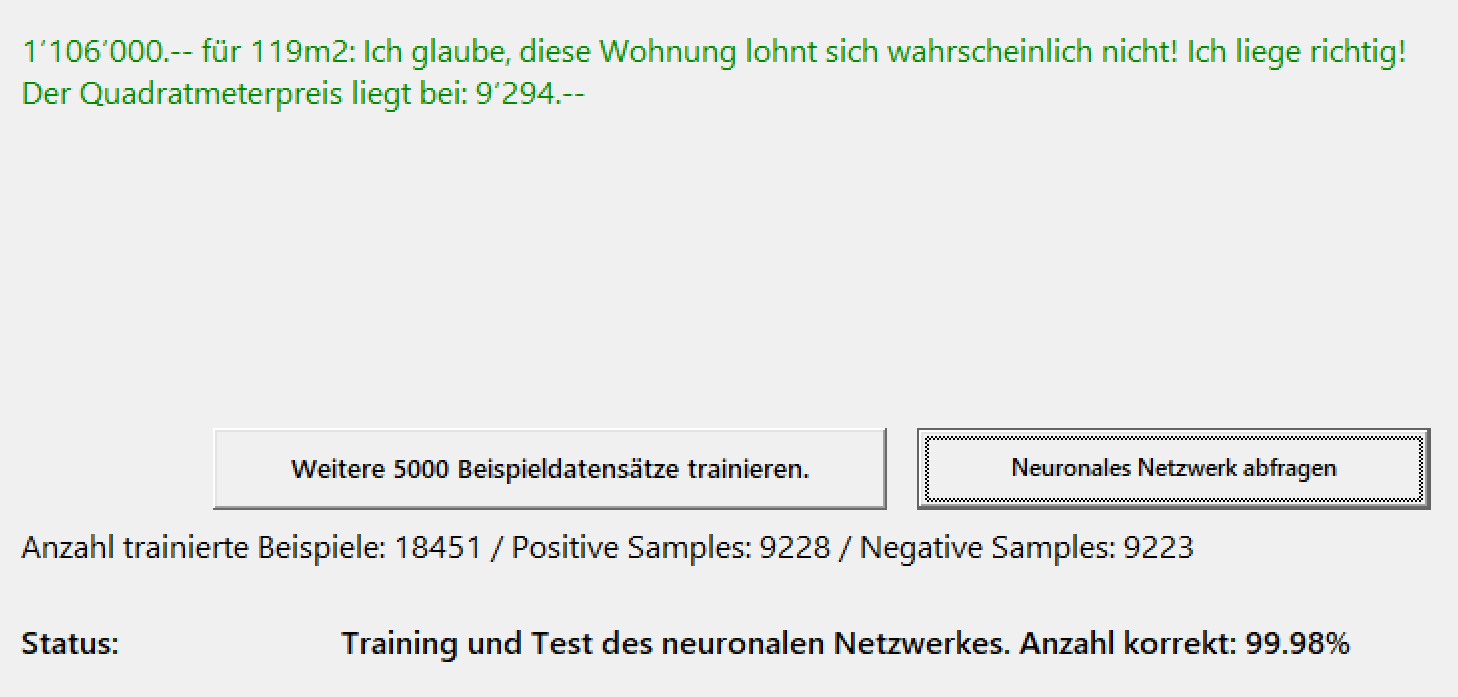 1’106’000.-- für 119m2: Ich glaube, diese Wohnung lohnt sich wahrscheinlich nicht! Ich liege richtig!
Der Quadratmeterpreis liegt bei: 9’294.--
Weitere 5000 Beispieldatensätze trainieren.
Neuronales Netzwerk abfragen
Anzahl trainierte Beispiele: 18451 / Positive Samples: 9228 / Negative Samples: 9223
Status: Training und Test des neuronalen Netzwerkes. Anzahl korrekt: 99.98%